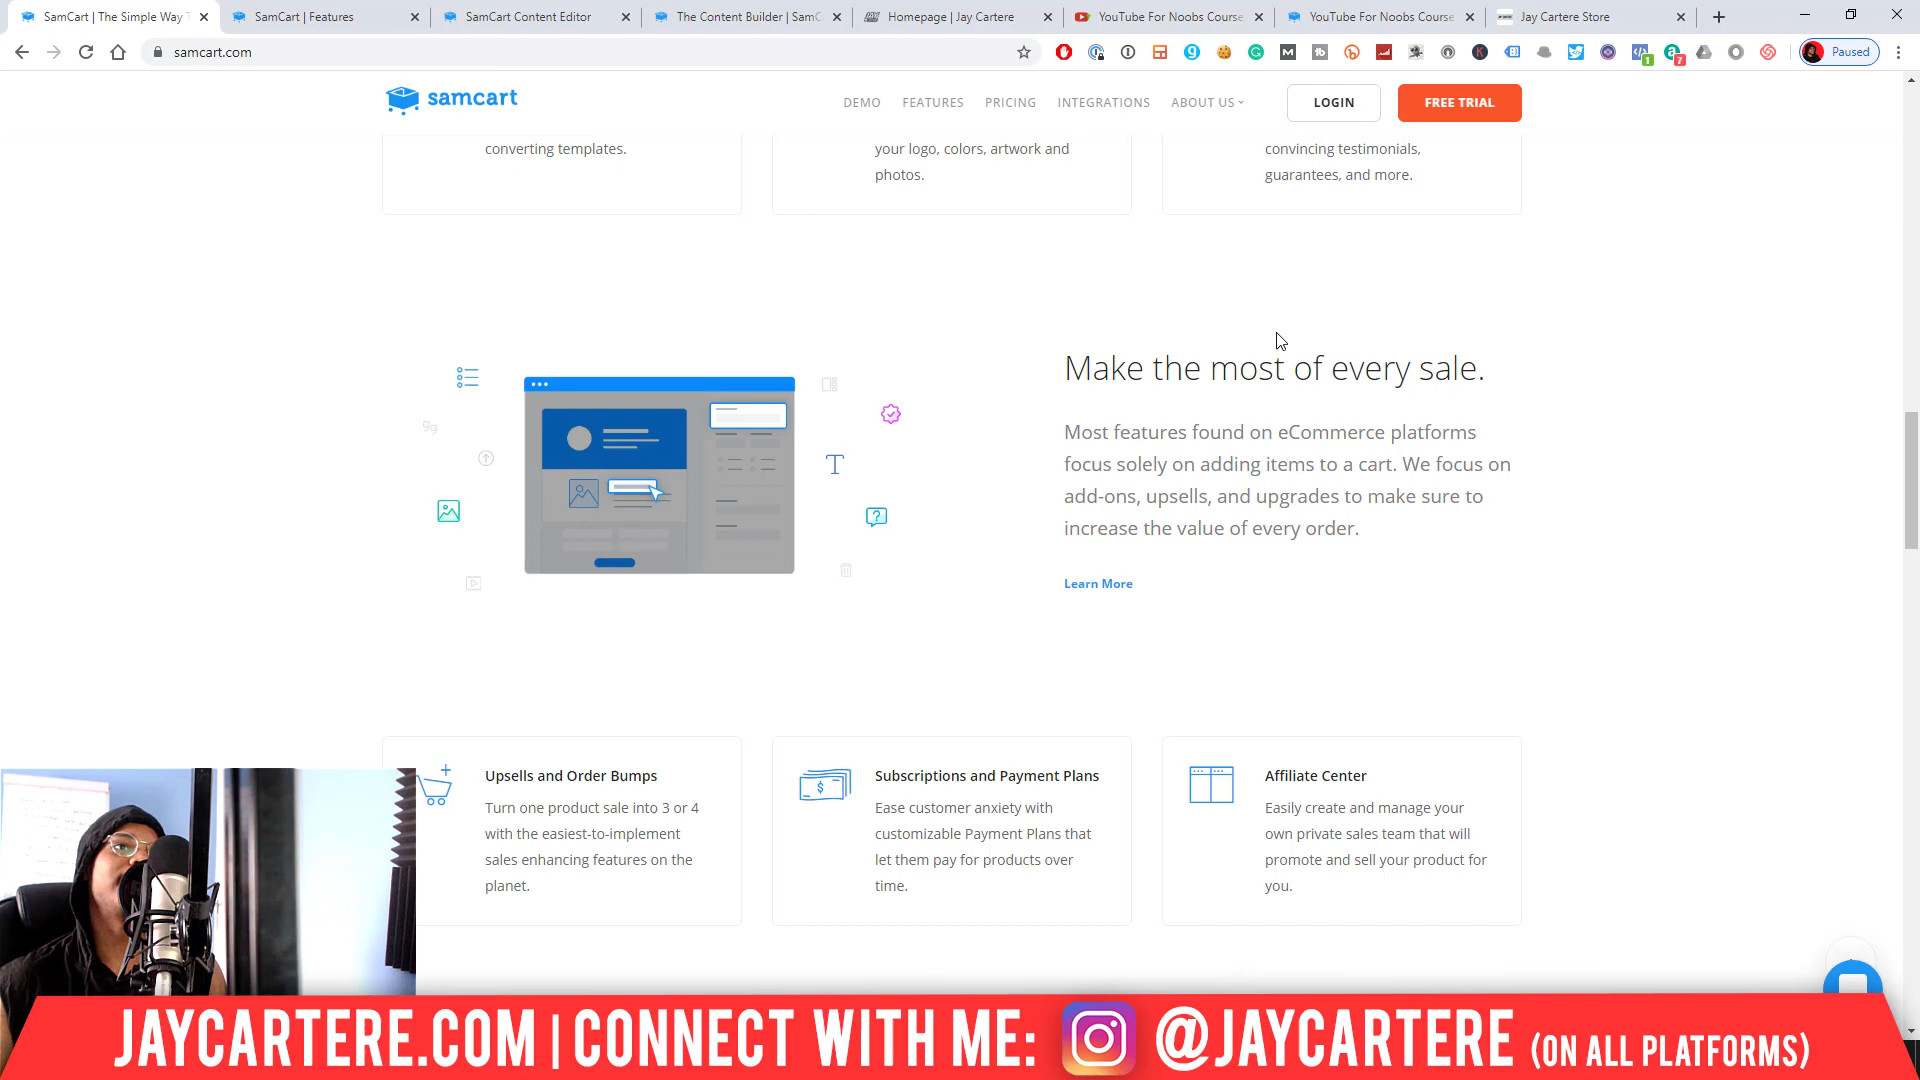 SamCart | The Simple Way T
SamCart | Features
SamCart Content Editor
The Content Builder | SamC
Homepage | Jay Cartere
YouTube For Noobs Course
YouTube For Noobs Course
Jay Cartere Store
samcart.com
Paused
samcart
DEMO
FEATURES
PRICING
INTEGRATIONS
ABOUT US
LOGIN
FREE TRIAL
converting templates.
your logo, colors, artwork and
photos.
convincing testimonials,
guarantees, and more.
Make the most of every sale.
Most features found on eCommerce platforms
focus solely on adding items to a cart. We focus on
add-ons, upsells, and upgrades to make sure to
increase the value of every order.
Learn More
Upsells and Order Bumps
Turn one product sale into 3 or 4
with the easiest-to-implement
sales enhancing features on the
planet.
Subscriptions and Payment Plans
Ease customer anxiety with
customizable Payment Plans that
let them pay for products over
time.
Affiliate Center
Easily create and manage your
own private sales team that will
promote and sell your product for
you.
JAYCARTERE.COM | CONNECT WITH ME: @JAYCARTERE (ON ALL PLATFORMS)